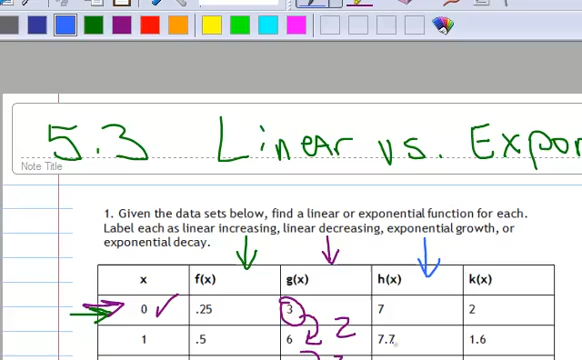 5.3 Linear vs. Expon
Note Title
1. Given the data sets below, find a linear or exponential function for each.
Label each as linear increasing, linear decreasing, exponential growth, or
exponential decay.
x f(x) g(x) h(x) k(x)
0 .25 3 7 2
2
1 .5 6 7.7 1.6